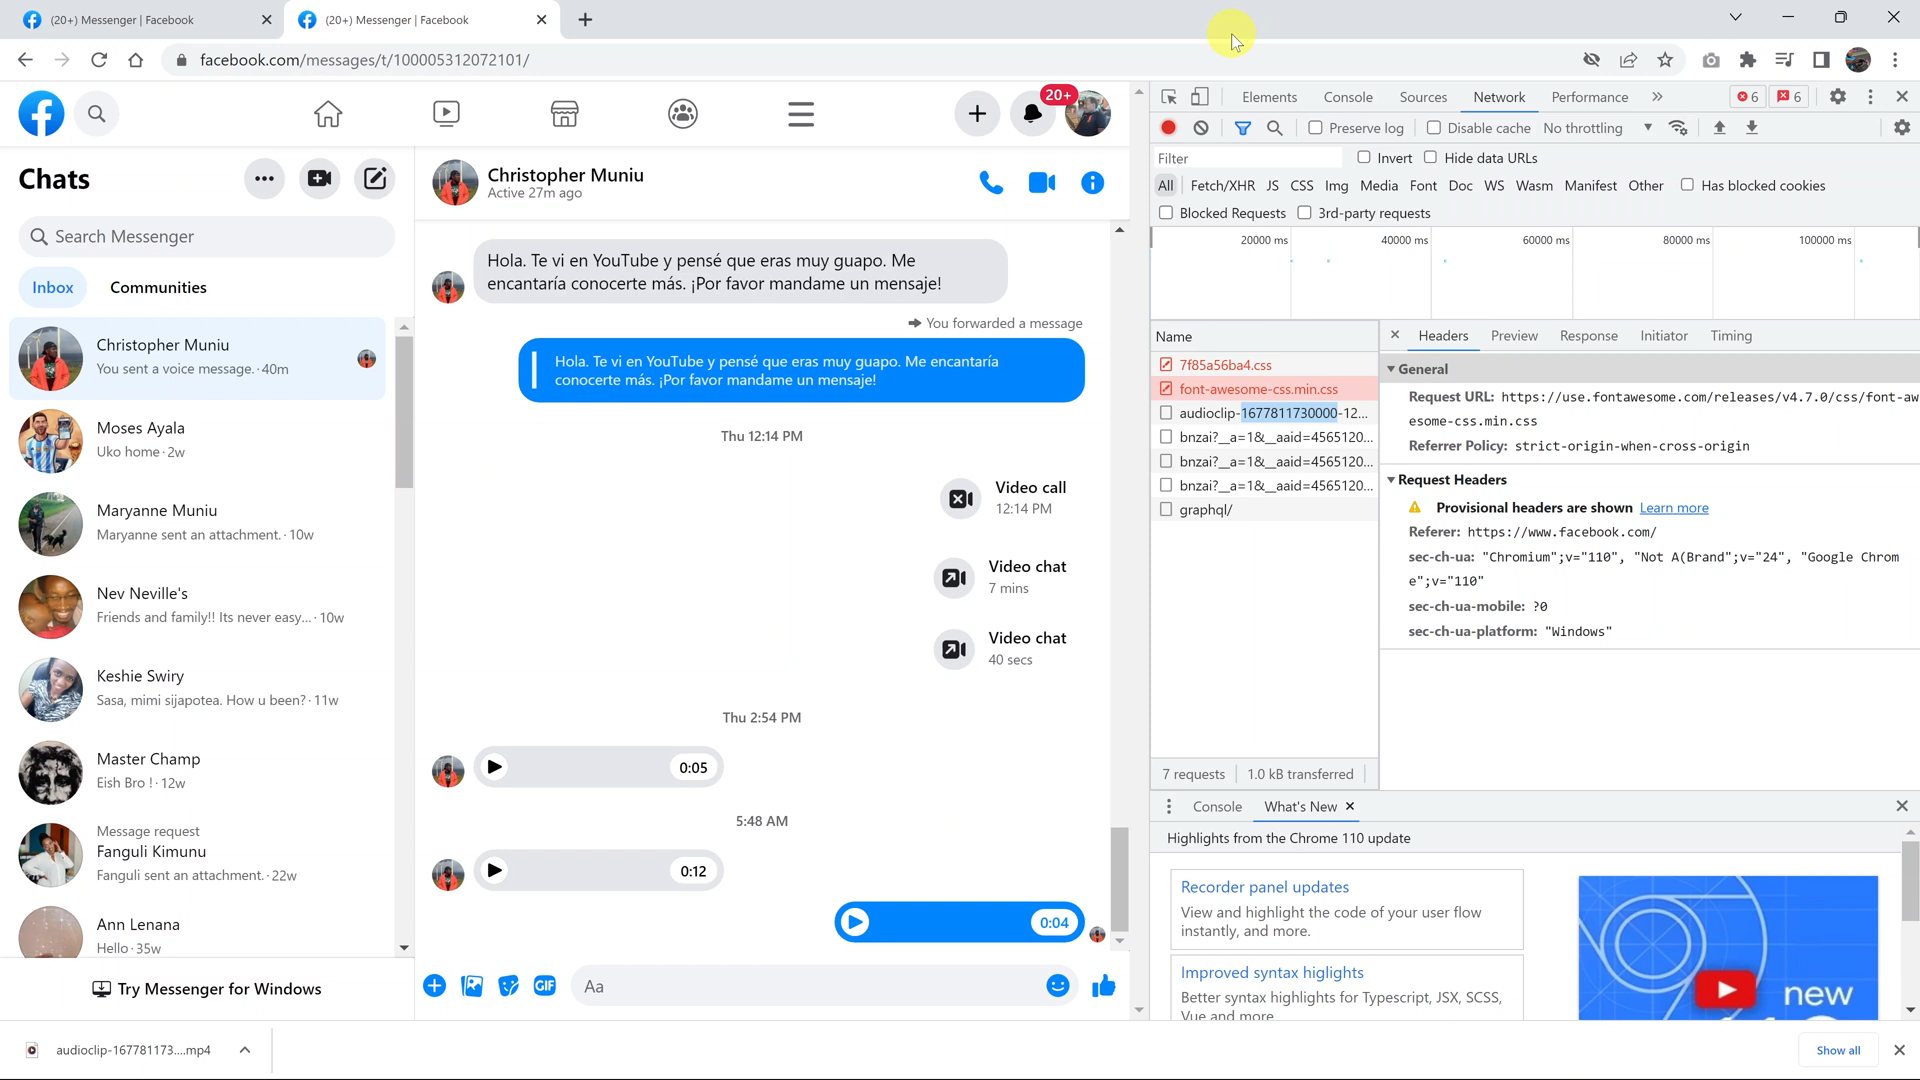 (20+) Messenger | Facebook
(20+) Messenger | Facebook
facebook.com/messages/t/100005312072101/
20+
Chats
Search Messenger
Inbox
Communities
Christopher Muniu
You sent a voice message. · 40m
Moses Ayala
Uko home · 2w
Maryanne Muniu
Maryanne sent an attachment. · 10w
Nev Neville's
Friends and family!! Its never easy... · 10w
Keshie Swiry
Sasa, mimi sijapotea. How u been? · 11w
Master Champ
Eish Bro ! · 12w
Message request
Fanguli Kimunu
Fanguli sent an attachment. · 22w
Ann Lenana
Hello · 35w
Try Messenger for Windows
Christopher Muniu
Active 27m ago
Hola. Te vi en YouTube y pensé que eras muy guapo. Me
encantaría conocerte más. ¡Por favor mandame un mensaje!
You forwarded a message
Hola. Te vi en YouTube y pensé que eras muy guapo. Me encantaría
conocerte más. ¡Por favor mandame un mensaje!
Thu 12:14 PM
Video call
12:14 PM
Video chat
7 mins
Video chat
40 secs
Thu 2:54 PM
0:05
5:48 AM
0:12
0:04
GIF
Aa
Elements Console Sources Network Performance » 6 6
Preserve log Disable cache No throttling
Filter Invert Hide data URLs
All Fetch/XHR JS CSS Img Media Font Doc WS Wasm Manifest Other Has blocked cookies
Blocked Requests 3rd-party requests
20000 ms 40000 ms 60000 ms 80000 ms 100000 ms
Name
7f85a56ba4.css
font-awesome-css.min.css
audioclip-1677811730000-12...
bnzai?__a=1&__aaid=4565120...
bnzai?__a=1&__aaid=4565120...
bnzai?__a=1&__aaid=4565120...
graphql/
7 requests 1.0 kB transferred
Headers Preview Response Initiator Timing
General
Request URL: https://use.fontawesome.com/releases/v4.7.0/css/font-aw
esome-css.min.css
Referrer Policy: strict-origin-when-cross-origin
Request Headers
Provisional headers are shown Learn more
Referer: https://www.facebook.com/
sec-ch-ua: "Chromium";v="110", "Not A(Brand";v="24", "Google Chrom
e";v="110"
sec-ch-ua-mobile: ?0
sec-ch-ua-platform: "Windows"
Console What's New
Highlights from the Chrome 110 update
Recorder panel updates
View and highlight the code of your user flow
instantly, and more.
Improved syntax higlights
Better syntax highlights for Typescript, JSX, SCSS,
Vue and more
new
audioclip-167781173....mp4
Show all